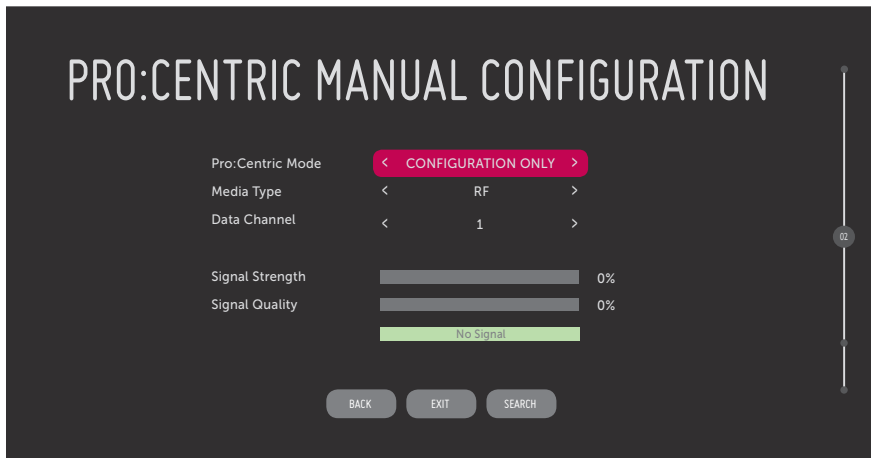 PRO:CENTRIC MANUAL CONFIGURATION
Pro:Centric Mode < CONFIGURATION ONLY >
Media Type < RF >
Data Channel < 1 >
02
Signal Strength 0%
Signal Quality 0%
No Signal
BACK EXIT SEARCH